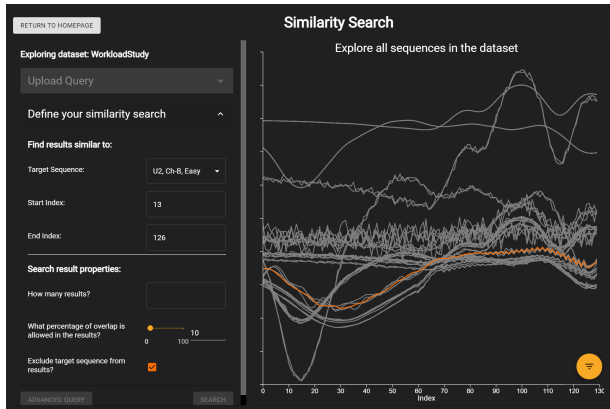 RETURN TO HOMEPAGE
Similarity Search
Exploring dataset: WorkloadStudy
Upload Query
Define your similarity search
Find results similar to:
Target Sequence:
U2, Ch-B, Easy
Start Index:
13
End Index:
126
Search result properties:
How many results?
What percentage of overlap is
allowed in the results?
10
0 100
Exclude target sequence from
results?
ADVANCED QUERY
SEARCH
Explore all sequences in the dataset
0 10 20 30 40 50 60 70 80 90 100 110 120 130
Index